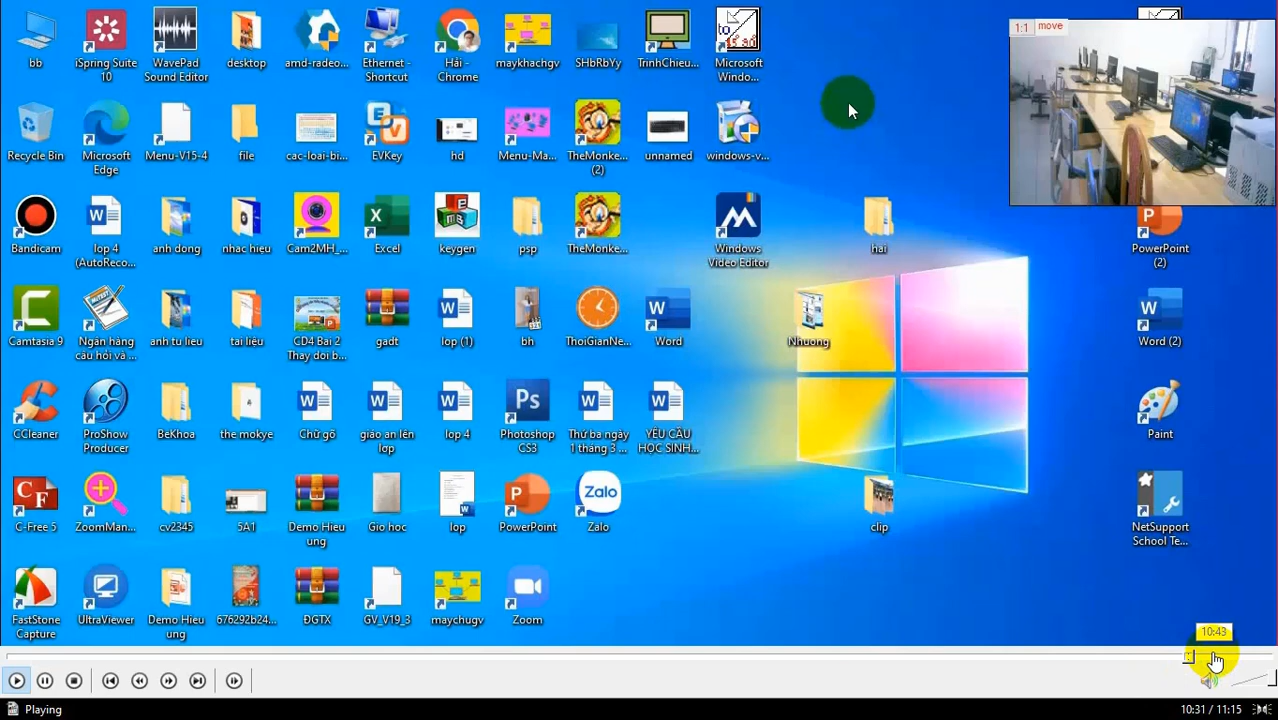 bb
iSpring Suite
10
WavePad
Sound Editor
desktop
amd-radeo...
Ethernet -
Shortcut
Hải -
Chrome
maykhachgv
SHbRbYy
TrinhChieu...
Microsoft
Windo...
1:1 move
Recycle Bin
Microsoft
Edge
Menu-V15-4
file
cac-loai-bi...
EVKey
hd
Menu-Ma...
TheMonke...
(2)
unnamed
windows-v...
Bandicam
lop 4
(AutoReco...
anh dong
nhac hieu
Cam2MH_...
Excel
keygen
psp
TheMonke...
Windows
Video Editor
hai
PowerPoint
(2)
Camtasia 9
Ngân hàng
câu hỏi và ...
anh tu lieu
tai liệu
CD4 Bai 2
Thay doi b...
gadt
lop (1)
bh
ThoiGianNe...
Word
Nhuong
Word (2)
CCleaner
ProShow
Producer
BeKhoa
the mokye
Chữ gõ
giáo an lên
lơp
lop 4
Photoshop
CS3
Thứ ba ngày
1 tháng 3 ...
YÊU CẦU
HỌC SINH...
Paint
C-Free 5
ZoomMan...
cv2345
5A1
Demo Hieu
ung
Gio hoc
lop
PowerPoint
Zalo
clip
NetSupport
School Te...
FastStone
Capture
UltraViewer
Demo Hieu
ung
676292b24...
ĐGTX
GV_V19_3
maychugv
Zoom
10:43
Playing
10:31 / 11:15